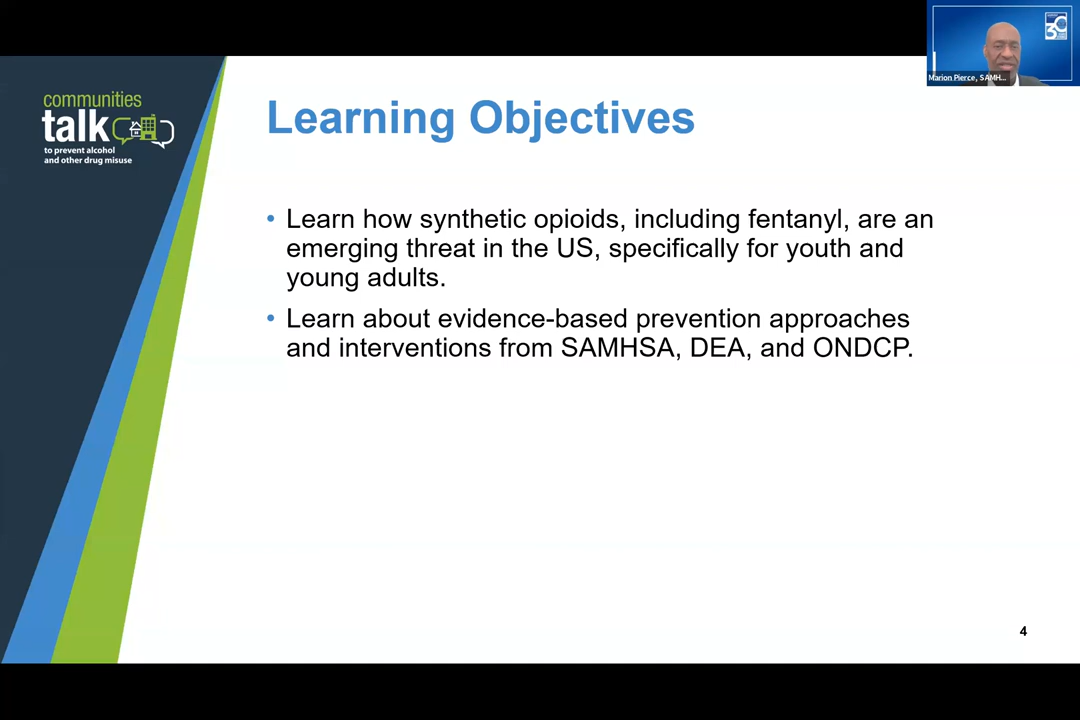 Marion Pierce, SAMH...
communities
talk
to prevent alcohol
and other drug misuse
Learning Objectives
• Learn how synthetic opioids, including fentanyl, are an
emerging threat in the US, specifically for youth and
young adults.
• Learn about evidence-based prevention approaches
and interventions from SAMHSA, DEA, and ONDCP.
4